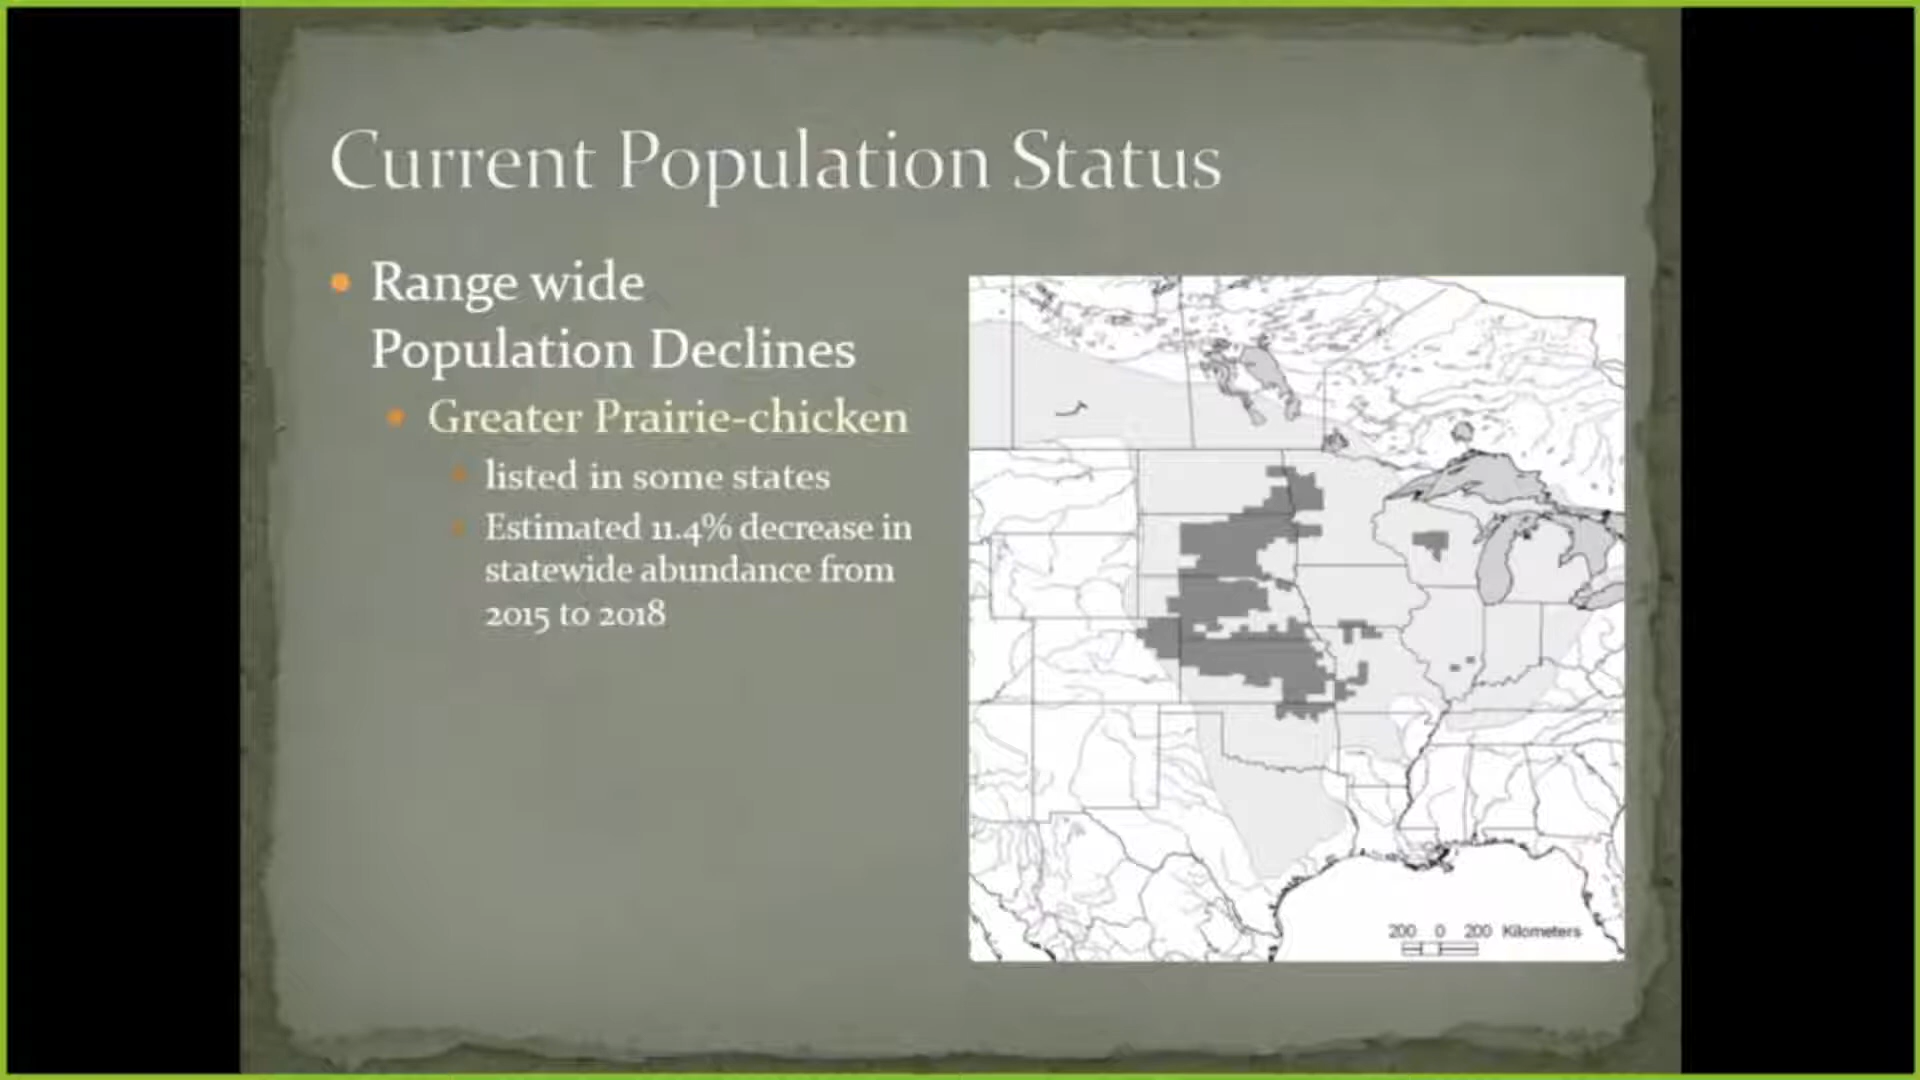 Current Population Status
Range wide
Population Declines
Greater Prairie-chicken
listed in some states
Estimated 11.4% decrease in
statewide abundance from
2015 to 2018
200 0 200 Kilometers